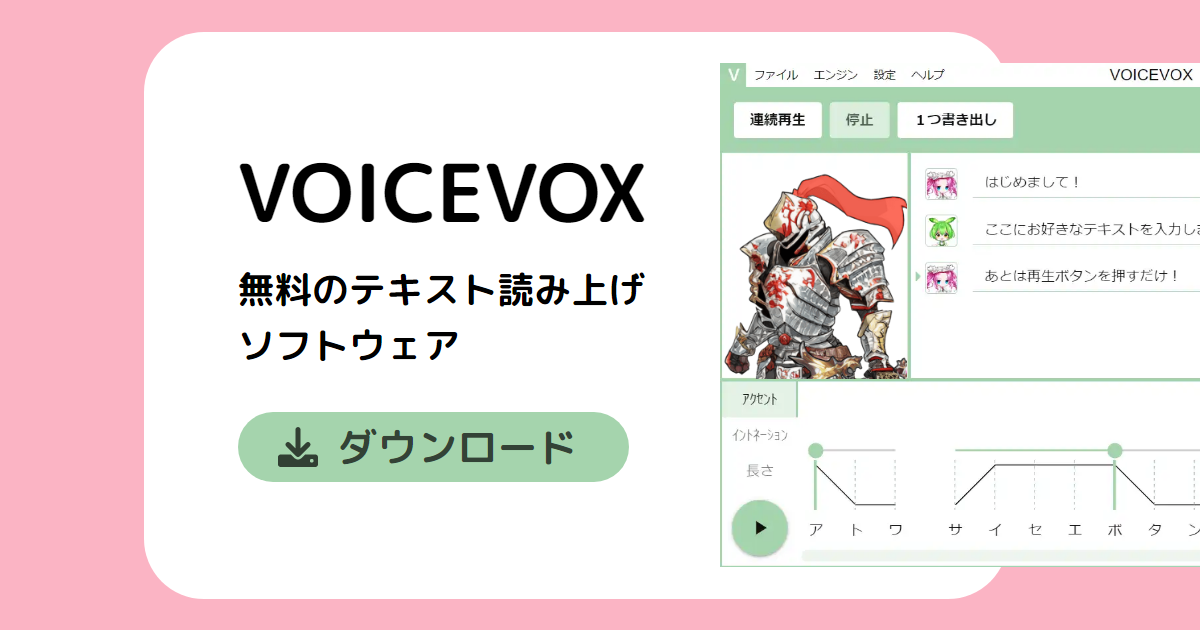 VOICEVOX
無料のテキスト読み上げ
ソフトウェア
ダウンロード
V ファイル エンジン 設定 ヘルプ VOICEVOX
連続再生 停止 1つ書き出し
はじめまして！
ここにお好きなテキストを入力しま
あとは再生ボタンを押すだけ！
アクセント
イントネーション
長さ
ア ト ワ サ イ セ エ ボ タ ン